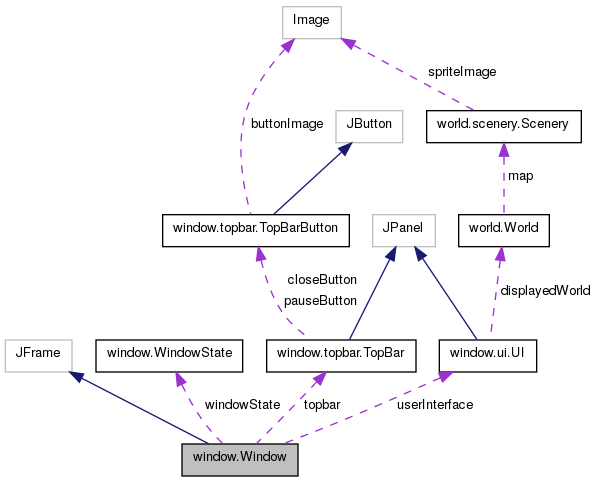 Image
spriteImage
buttonImage
JButton
world.scenery.Scenery
map
window.topbar.TopBarButton
JPanel
world.World
closeButton
pauseButton
displayedWorld
JFrame
window.WindowState
window.topbar.TopBar
window.ui.UI
windowState
topbar
userInterface
window.Window